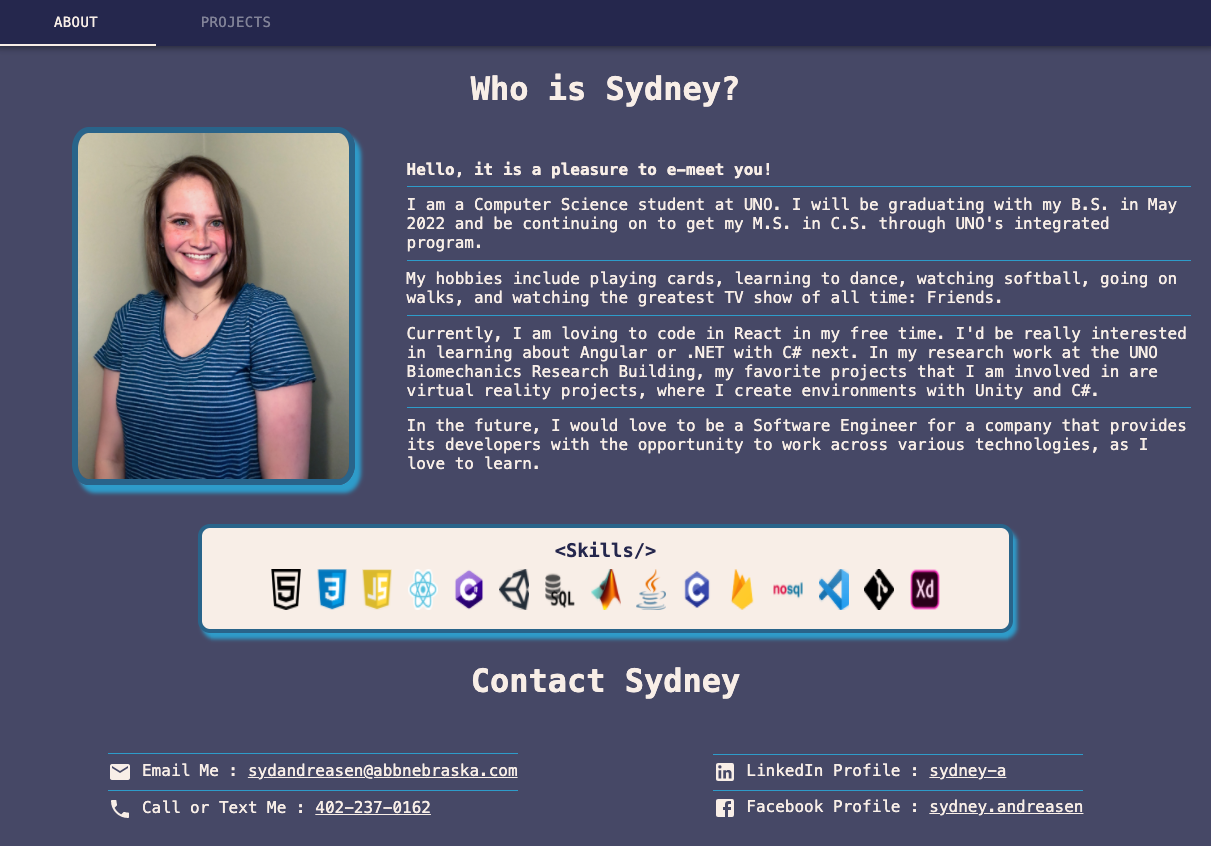 ABOUT PROJECTS
Who is Sydney?
Hello, it is a pleasure to e-meet you!
I am a Computer Science student at UNO. I will be graduating with my B.S. in May
2022 and be continuing on to get my M.S. in C.S. through UNO's integrated
program.
My hobbies include playing cards, learning to dance, watching softball, going on
walks, and watching the greatest TV show of all time: Friends.
Currently, I am loving to code in React in my free time. I'd be really interested
in learning about Angular or .NET with C# next. In my research work at the UNO
Biomechanics Research Building, my favorite projects that I am involved in are
virtual reality projects, where I create environments with Unity and C#.
In the future, I would love to be a Software Engineer for a company that provides
its developers with the opportunity to work across various technologies, as I
love to learn.
<Skills/>
5 3 JS C# SQL C nosql Xd
Contact Sydney
Email Me : sydandreasen@abbnebraska.com
Call or Text Me : 402-237-0162
LinkedIn Profile : sydney-a
Facebook Profile : sydney.andreasen